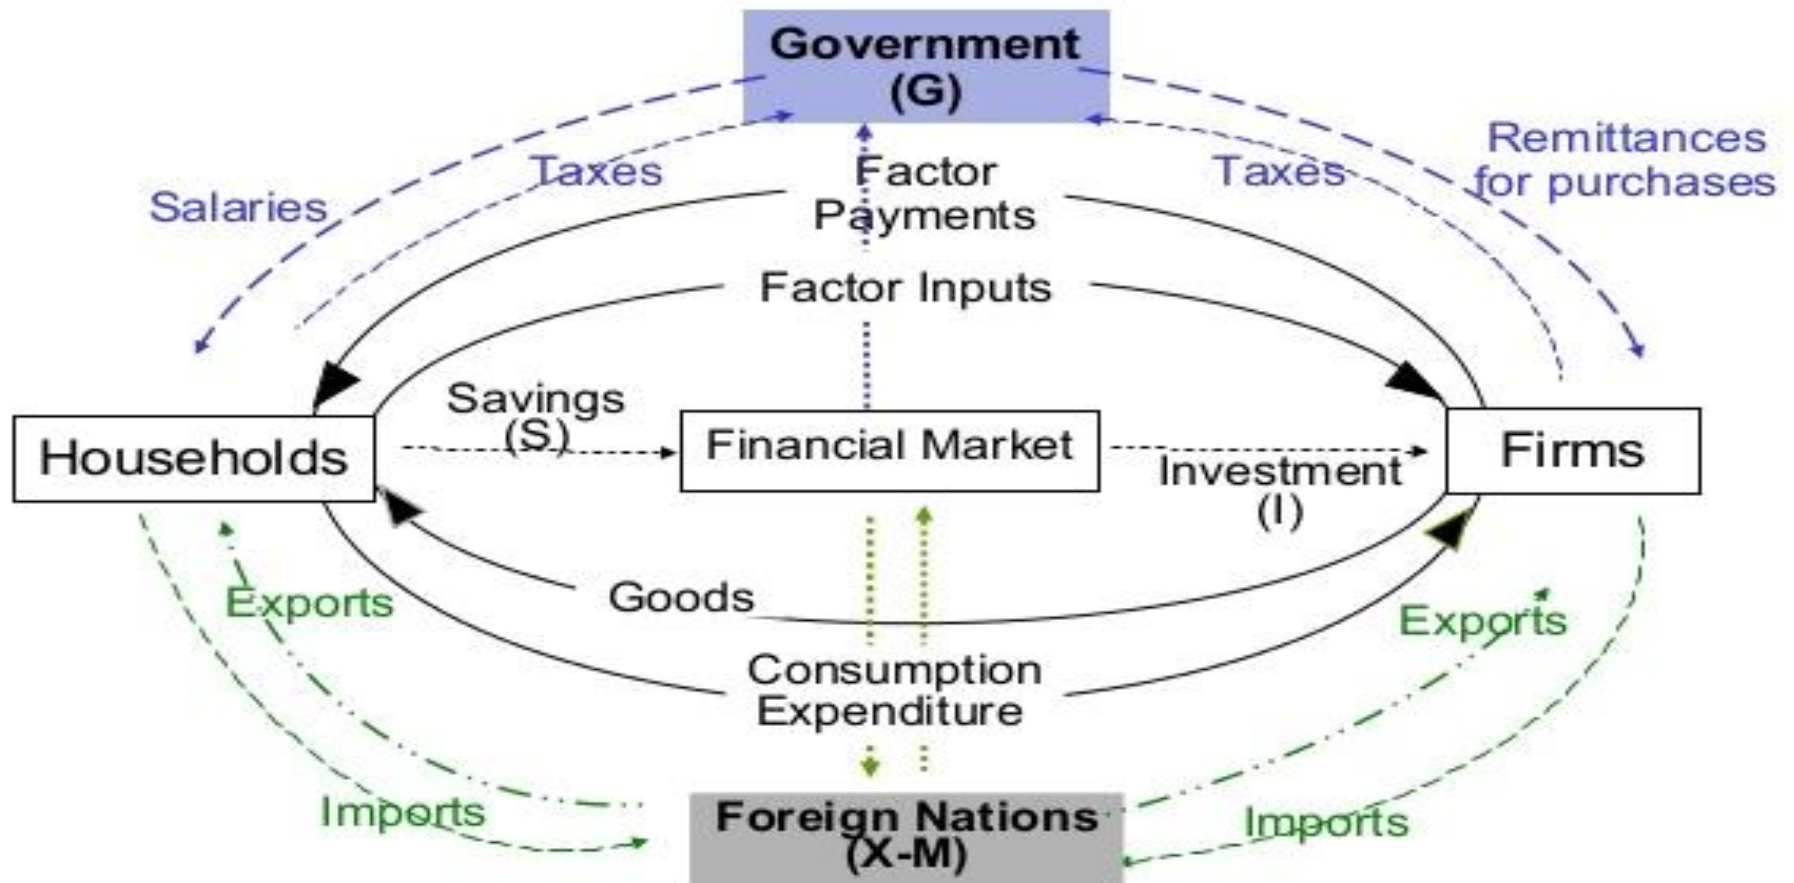 Government
(G)
Remittances
for purchases
Taxes
Factor
Payments
Taxes
Salaries
Factor Inputs
Savings
(S)
Households
Financial Market
Firms
Investment
(I)
Goods
Exports
Exports
Consumption
Expenditure
Imports
Foreign Nations
(X-M)
Imports